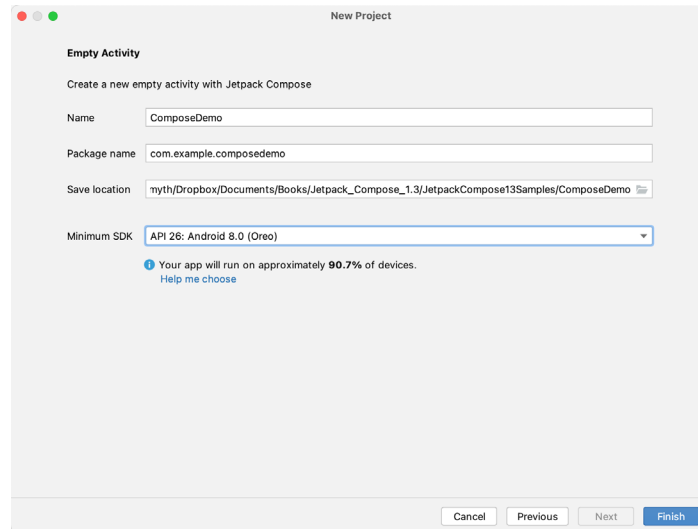 New Project
Empty Activity
Create a new empty activity with Jetpack Compose
Name ComposeDemo
Package name com.example.composedemo
Save location myth/Dropbox/Documents/Books/Jetpack_Compose_1.3/JetpackCompose13Samples/ComposeDemo
Minimum SDK API 26: Android 8.0 (Oreo)
Your app will run on approximately 90.7% of devices.
Help me choose
Cancel Previous Next Finish